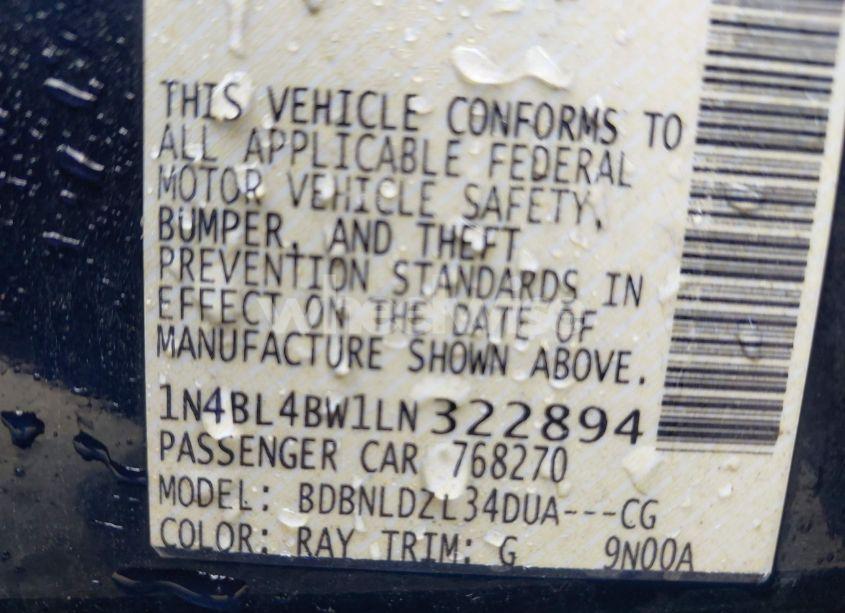 THIS VEHICLE CONFORMS TO
ALL APPLICABLE FEDERAL
MOTOR VEHICLE SAFETY,
BUMPER, AND THEFT
PREVENTION STANDARDS IN
EFFECT ON THE DATE OF
MANUFACTURE SHOWN ABOVE.
1N4BL4BW1LN322894
PASSENGER CAR 768270
MODEL: BDBNLDZL34DUA---CG
COLOR: RAY TRIM: G 9N00A